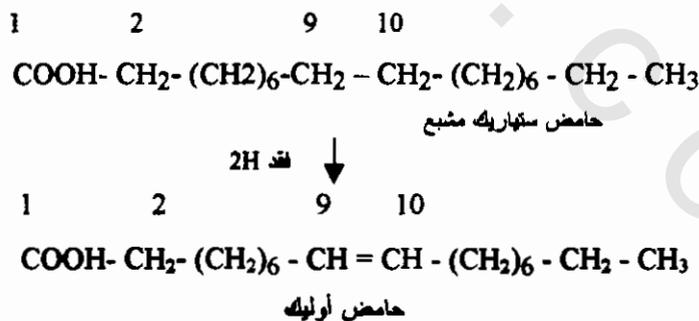 1 2 9 10
COOH- CH₂- (CH2)₆-CH₂ – CH₂- (CH₂)₆ - CH₂ - CH₃
حامض ستهاريك مشبع
فقد 2H
1 2 9 10
COOH- CH₂- (CH₂)₆ - CH = CH - (CH₂)₆ - CH₂ – CH₃
حامض أوليك